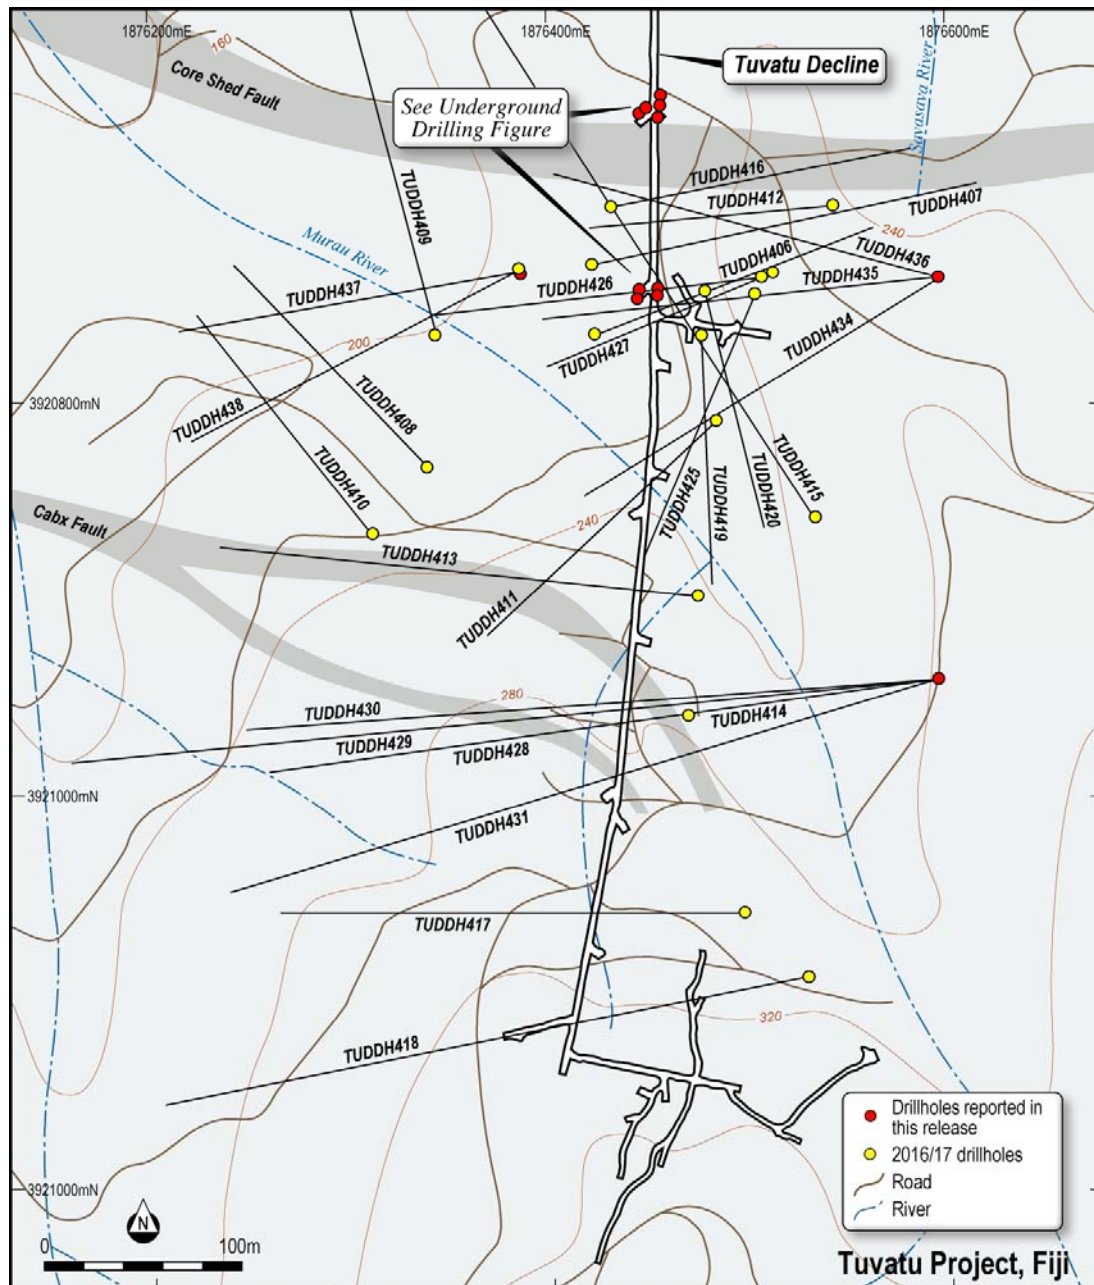 1876200mE
1876400mE
1876600mE
160
Core Shed Fault
Tuvatu Decline
Savasava River
See Underground
Drilling Figure
TUDDH409
TUDDH416
TUDDH412
TUDDH407
240
Murau River
TUDDH406
TUDDH436
TUDDH437
TUDDH426
TUDDH435
200
TUDDH427
TUDDH434
3920800mN
TUDDH438
TUDDH408
TUDDH410
TUDDH425
TUDDH419
TUDDH420
TUDDH415
Cabx Fault
240
TUDDH413
TUDDH411
280
TUDDH430
TUDDH414
TUDDH429
TUDDH428
3921000mN
TUDDH431
TUDDH417
320
TUDDH418
Drillholes reported in
this release
2016/17 drillholes
Road
River
3921000mN
N
0 100m
Tuvatu Project, Fiji